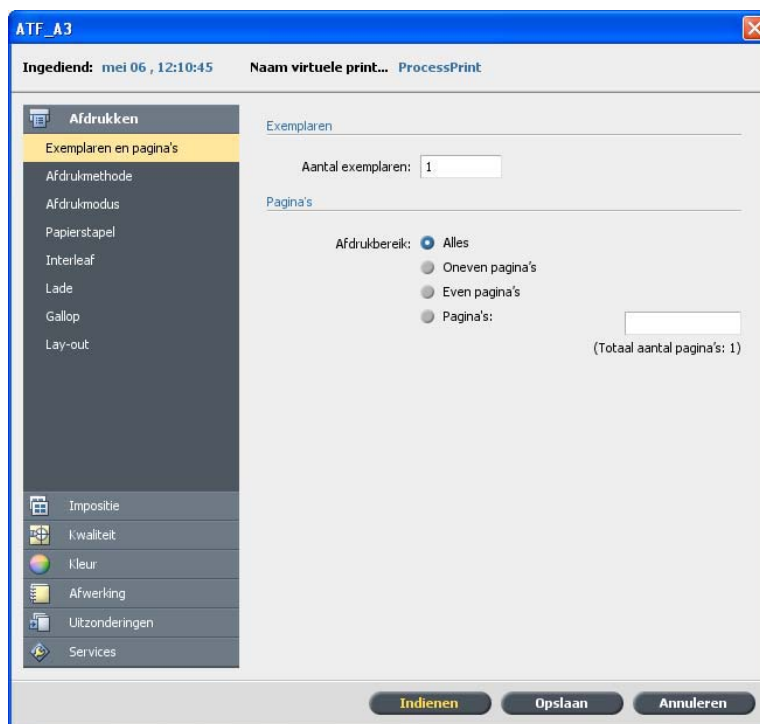 ATF_A3
Ingediend: mei 06 , 12:10:45 Naam virtuele print... ProcessPrint
Afdrukken
Exemplaren en pagina's
Afdrukmethode
Afdrukmodus
Papierstapel
Interleaf
Lade
Gallop
Lay-out
Impositie
Kwaliteit
Kleur
Afwerking
Uitzonderingen
Services
Exemplaren
Aantal exemplaren: 1
Pagina's
Afdrukbereik: Alles
Oneven pagina's
Even pagina's
Pagina's:
(Totaal aantal pagina's: 1)
Indienen Opslaan Annuleren